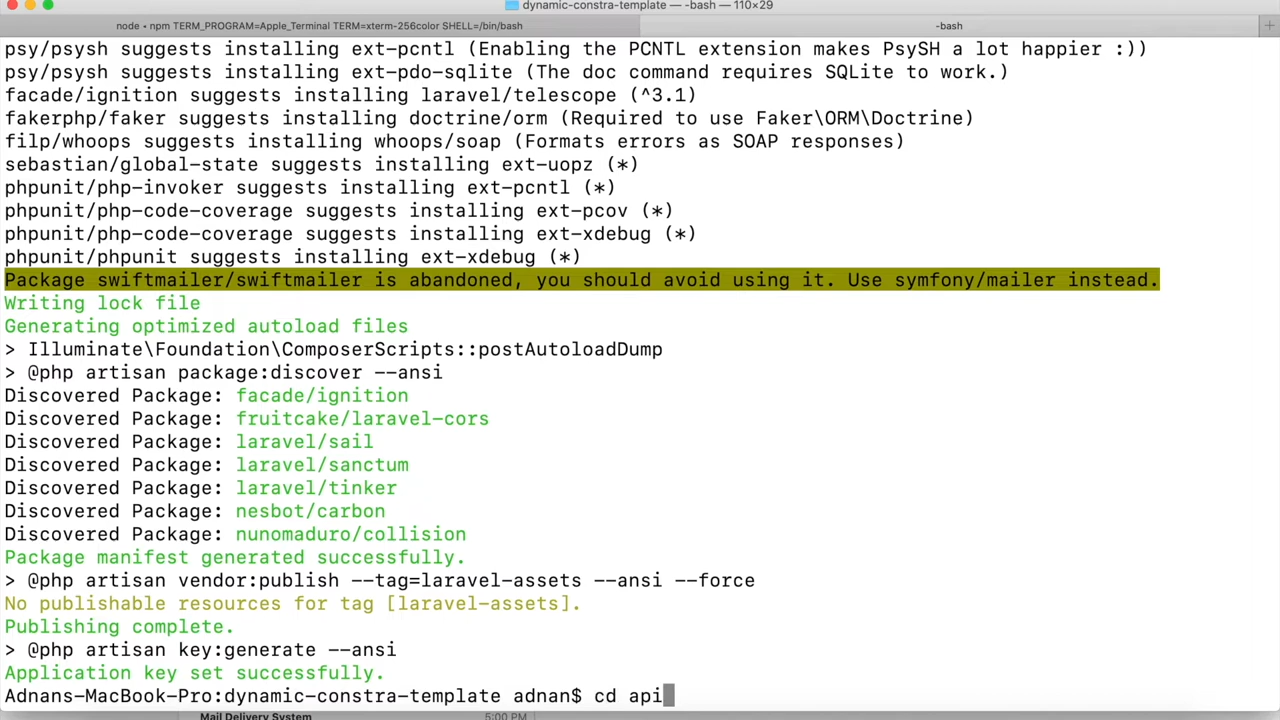 dynamic-constra-template — -bash — 110×29
node • npm TERM_PROGRAM=Apple_Terminal TERM=xterm-256color SHELL=/bin/bash
-bash
psy/psysh suggests installing ext-pcntl (Enabling the PCNTL extension makes PsySH a lot happier :))
psy/psysh suggests installing ext-pdo-sqlite (The doc command requires SQLite to work.)
facade/ignition suggests installing laravel/telescope (^3.1)
fakerphp/faker suggests installing doctrine/orm (Required to use Faker\ORM\Doctrine)
filp/whoops suggests installing whoops/soap (Formats errors as SOAP responses)
sebastian/global-state suggests installing ext-uopz (*)
phpunit/php-invoker suggests installing ext-pcntl (*)
phpunit/php-code-coverage suggests installing ext-pcov (*)
phpunit/php-code-coverage suggests installing ext-xdebug (*)
phpunit/phpunit suggests installing ext-xdebug (*)
Package swiftmailer/swiftmailer is abandoned, you should avoid using it. Use symfony/mailer instead.
Writing lock file
Generating optimized autoload files
> Illuminate\Foundation\ComposerScripts::postAutoloadDump
> @php artisan package:discover --ansi
Discovered Package: facade/ignition
Discovered Package: fruitcake/laravel-cors
Discovered Package: laravel/sail
Discovered Package: laravel/sanctum
Discovered Package: laravel/tinker
Discovered Package: nesbot/carbon
Discovered Package: nunomaduro/collision
Package manifest generated successfully.
> @php artisan vendor:publish --tag=laravel-assets --ansi --force
No publishable resources for tag [laravel-assets].
Publishing complete.
> @php artisan key:generate --ansi
Application key set successfully.
Adnans-MacBook-Pro:dynamic-constra-template adnan$ cd api
Mail Delivery System 5:00 PM